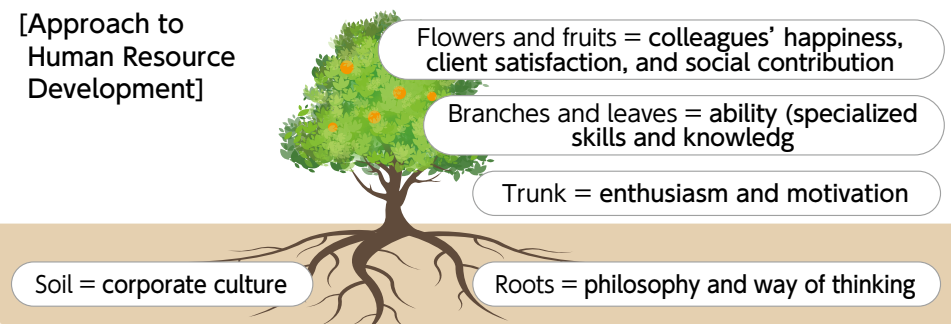 [Approach to
Human Resource
Development]
Flowers and fruits = colleagues’ happiness,
client satisfaction, and social contribution
Branches and leaves = ability (specialized
skills and knowledg
Trunk = enthusiasm and motivation
Soil = corporate culture
Roots = philosophy and way of thinking